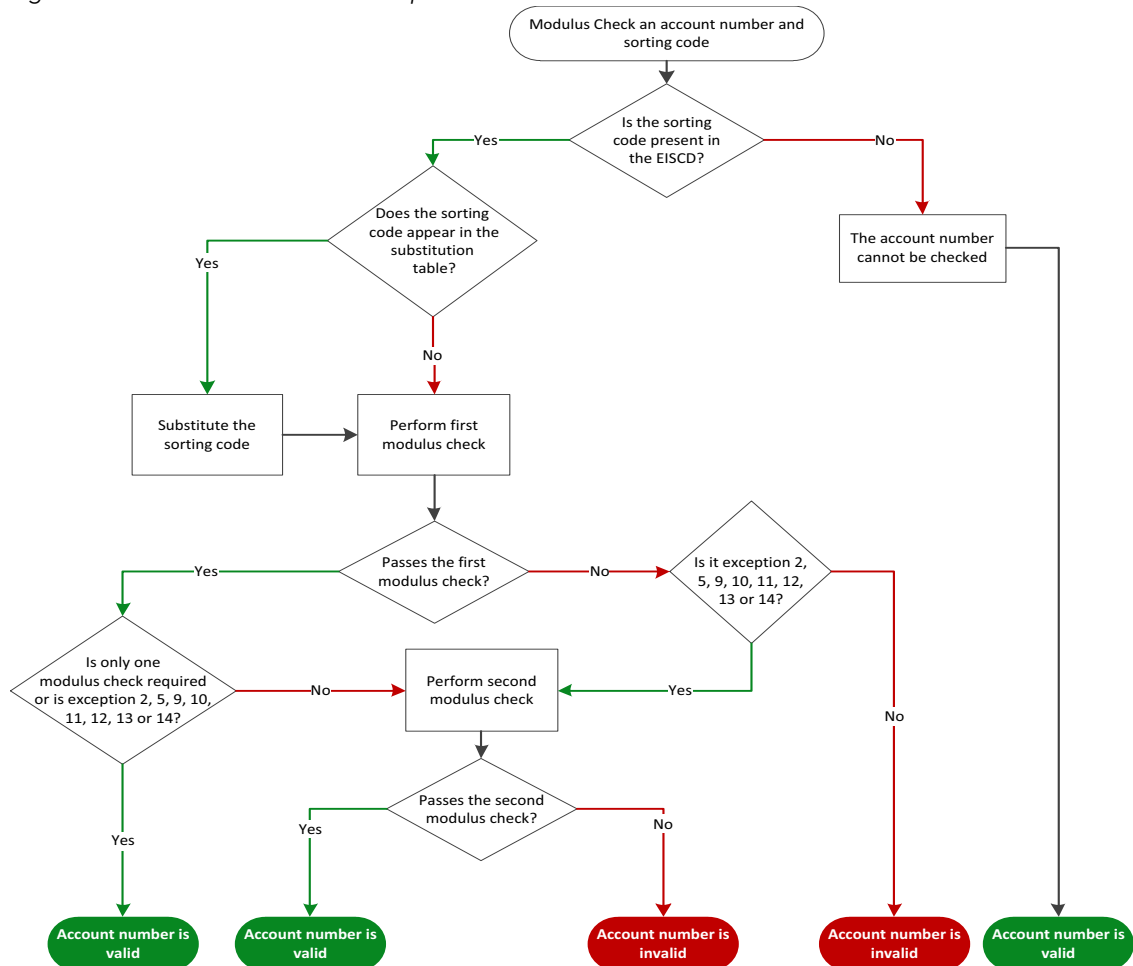 Modulus Check an account number and
sorting code
Is the sorting
code present in
the EISCD?
Yes
No
Does the sorting
code appear in the
substitution
table?
The account number
cannot be checked
Yes
No
Substitute the
sorting code
Perform first
modulus check
Passes the first
modulus check?
Yes
No
Is it exception 2,
5, 9, 10, 11, 12,
13 or 14?
Is only one
modulus check required
or is exception 2, 5, 9, 10,
11, 12, 13 or 14?
No
Perform second
modulus check
Yes
No
Passes the second
modulus check?
Yes
Yes
No
Account number is
valid
Account number is
valid
Account number is
invalid
Account number is
invalid
Account number is
valid